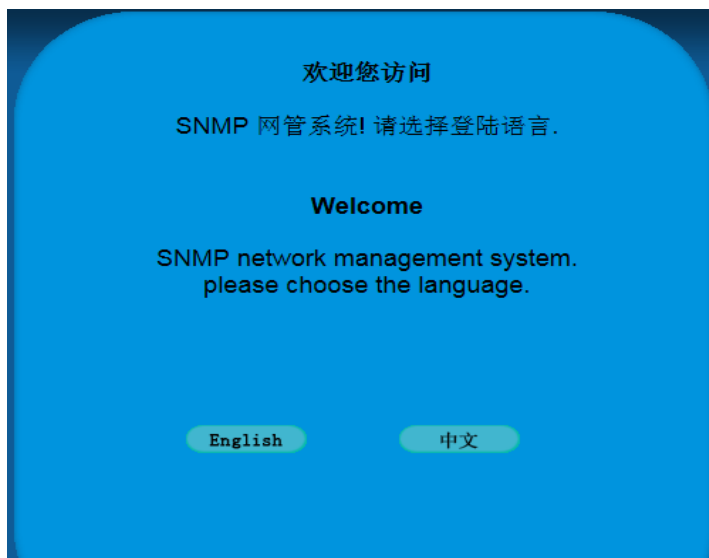 欢迎您访问
SNMP 网管系统! 请选择登陆语言.
Welcome
SNMP network management system.
please choose the language.
English
中文